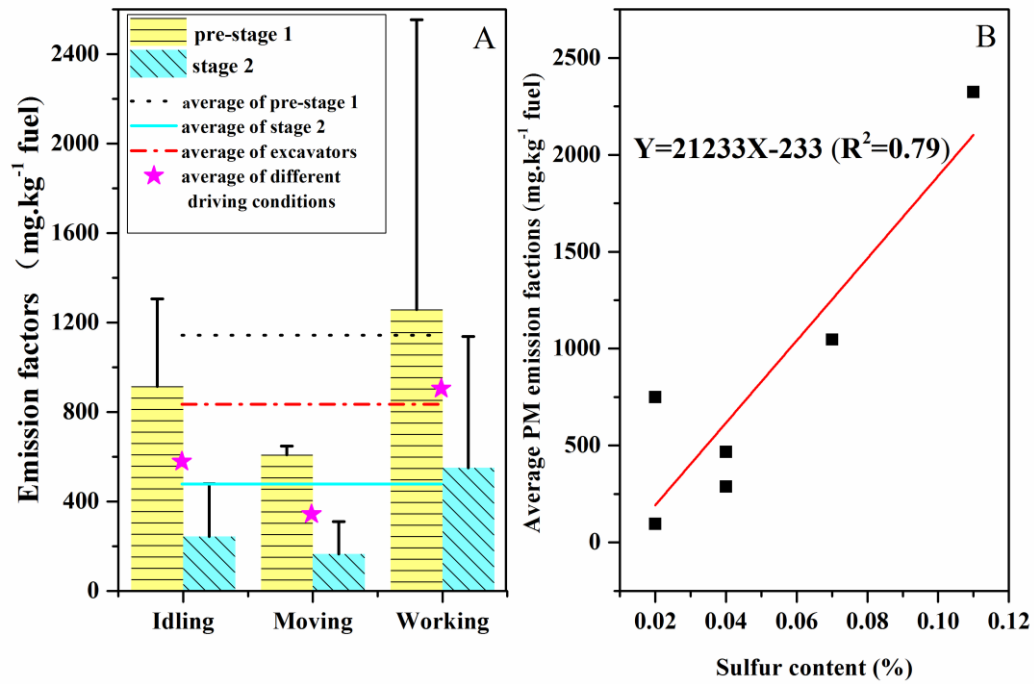 A
pre-stage 1
stage 2
average of pre-stage 1
average of stage 2
average of excavators
average of different
driving conditions
Emission factors （mg.kg⁻¹ fuel)
2600
2400
2000
1600
1200
800
400
0
Idling
Moving
Working
B
Y=21233X-233 (R²=0.79)
Average PM emission factions (mg.kg⁻¹ fuel)
2500
2000
1500
1000
500
0
0.02
0.04
0.06
0.08
0.10
0.12
Sulfur content (%)